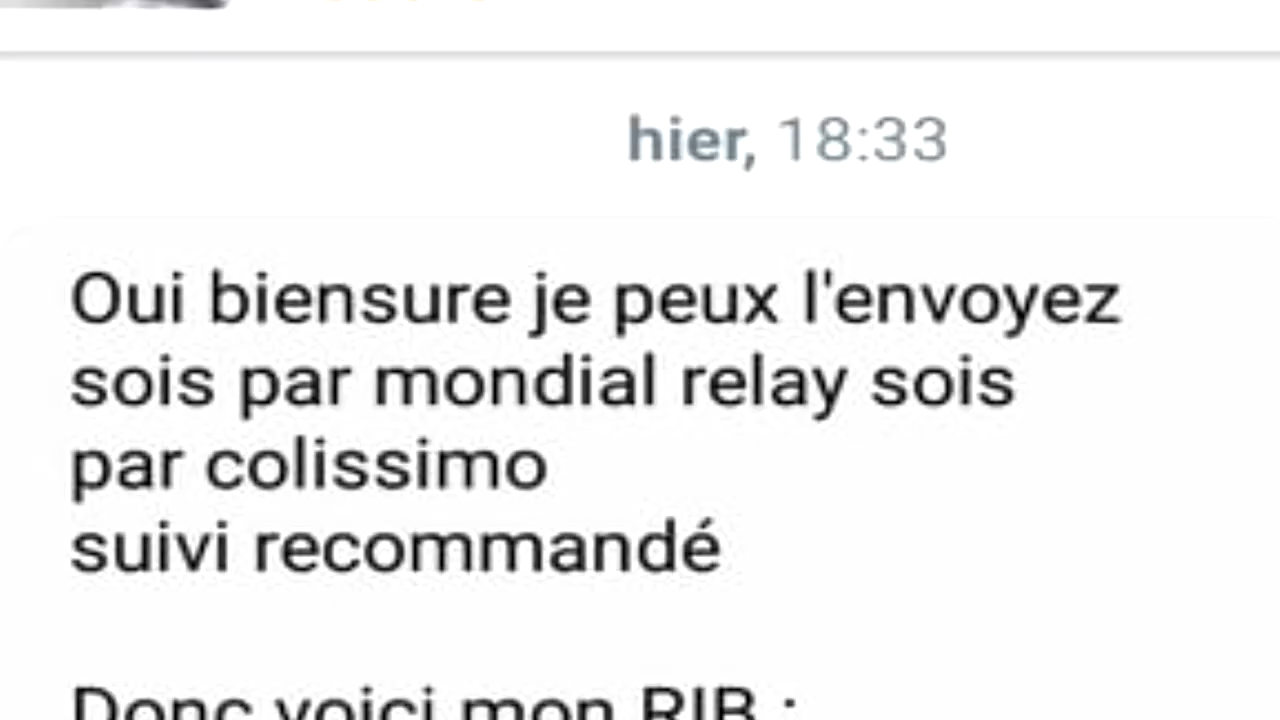 hier, 18:33
Oui biensure je peux l'envoyez
sois par mondial relay sois
par colissimo
suivi recommandé
Donc voici mon RIB :